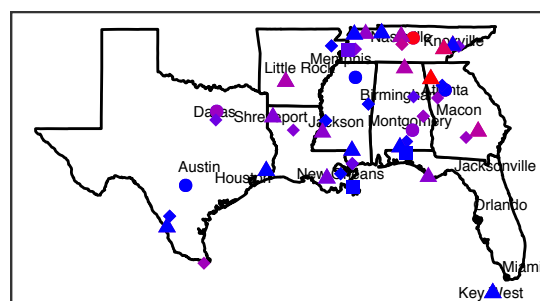 Nashville
Knoxville
Memphis
Little Rock
Atlanta
Birmingham
Dallas
Shreveport
Macon
Jackson
Montgomery
Austin
Houston
New Orleans
Jacksonville
Orlando
Miami
Key West